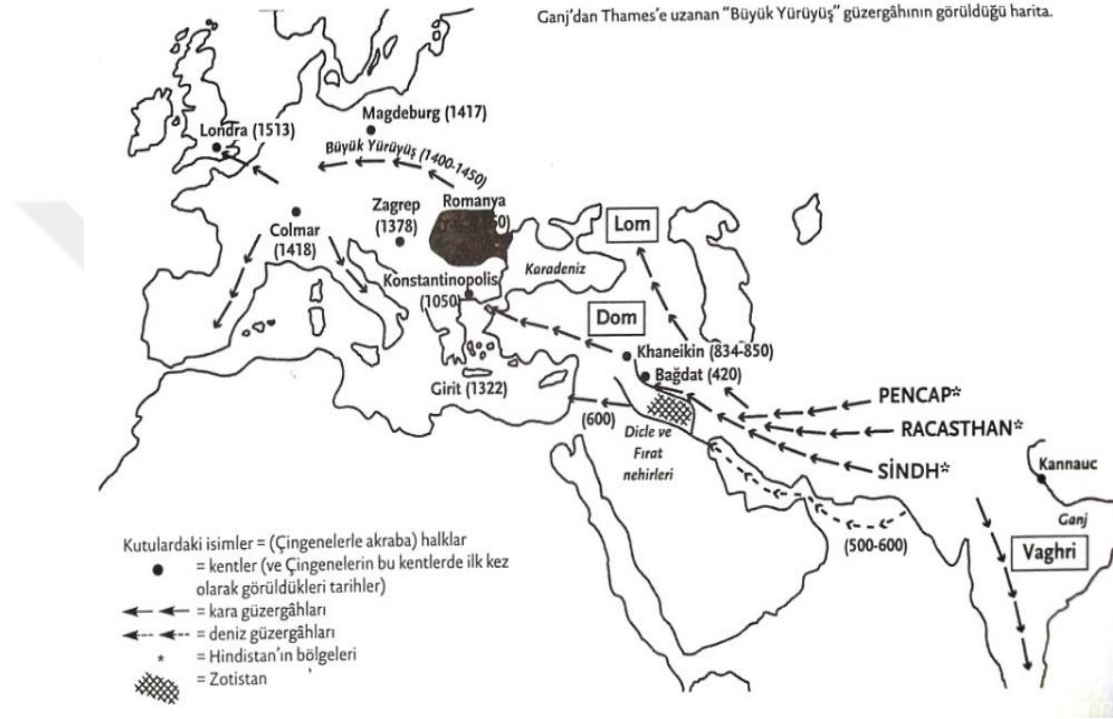 Ganj'dan Thames'e uzanan "Büyük Yürüyüş" güzergâhının görüldüğü harita.
Magdeburg (1417)
Londra (1513)
Büyük Yürüyüş (1400-1450)
Romanya
Zagrep
(1378)
Colmar
(1418)
Lom
Karadeniz
Konstantinopolis
(1050)
Dom
Khaneikin (834-850)
Bağdat (420)
Girit (1322)
(600)
Dicle ve
Fırat
nehirleri
PENCAP*
RACASTHAN*
SİNDH*
Kannauc
Ganj
(500-600)
Vaghri
Kutulardaki isimler = (Çingenelerle akraba) halklar
= kentler (ve Çingenelerin bu kentlerde ilk kez
olarak görüldükleri tarihler)
= kara güzergâhları
= deniz güzergâhları
* = Hindistan'ın bölgeleri
= Zotistan